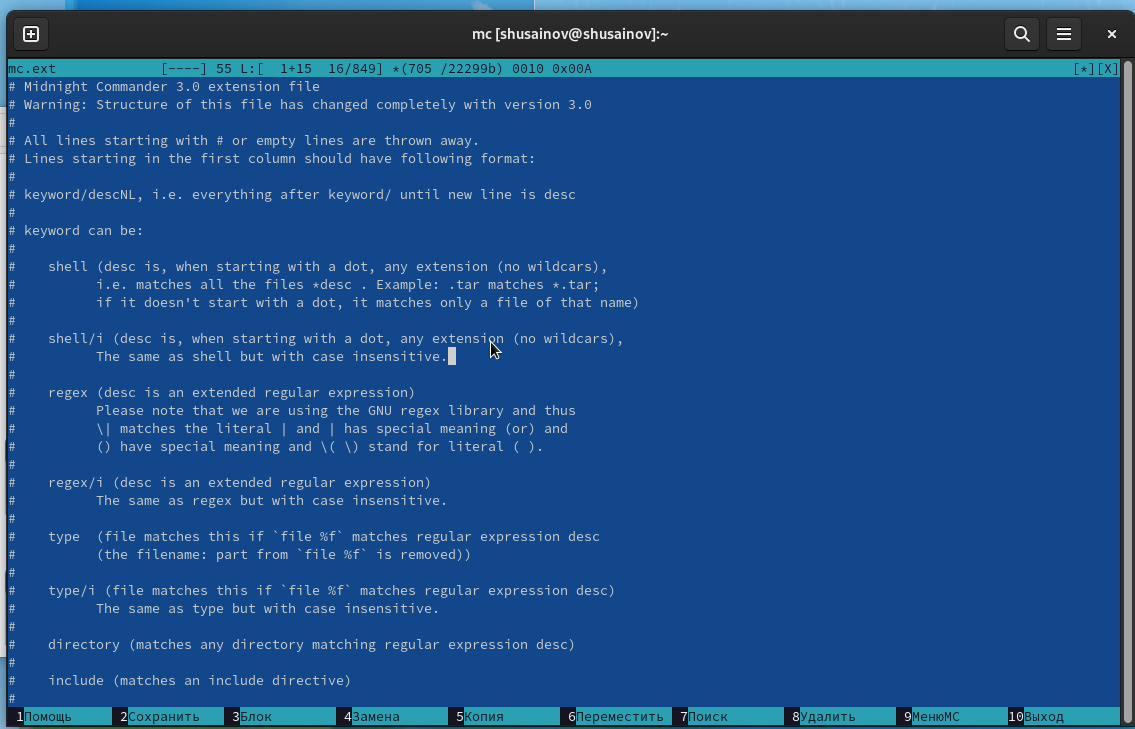 mc [shusainov@shusainov]:~
mc.ext [----] 55 L:[ 1+15 16/849] *(705 /22299b) 0010 0x00A [*][X]
# Midnight Commander 3.0 extension file
# Warning: Structure of this file has changed completely with version 3.0
#
# All lines starting with # or empty lines are thrown away.
# Lines starting in the first column should have following format:
#
# keyword/descNL, i.e. everything after keyword/ until new line is desc
#
# keyword can be:
#
# shell (desc is, when starting with a dot, any extension (no wildcars),
# i.e. matches all the files *desc . Example: .tar matches *.tar;
# if it doesn't start with a dot, it matches only a file of that name)
#
# shell/i (desc is, when starting with a dot, any extension (no wildcars),
# The same as shell but with case insensitive.
#
# regex (desc is an extended regular expression)
# Please note that we are using the GNU regex library and thus
# \| matches the literal | and | has special meaning (or) and
# () have special meaning and \( \) stand for literal ( ).
#
# regex/i (desc is an extended regular expression)
# The same as regex but with case insensitive.
#
# type (file matches this if `file %f` matches regular expression desc
# (the filename: part from `file %f` is removed))
#
# type/i (file matches this if `file %f` matches regular expression desc)
# The same as type but with case insensitive.
#
# directory (matches any directory matching regular expression desc)
#
# include (matches an include directive)
#
1Помощь 2Сохранить 3Блок 4Замена 5Копия 6Переместить 7Поиск 8Удалить 9МенюМС 10Выход